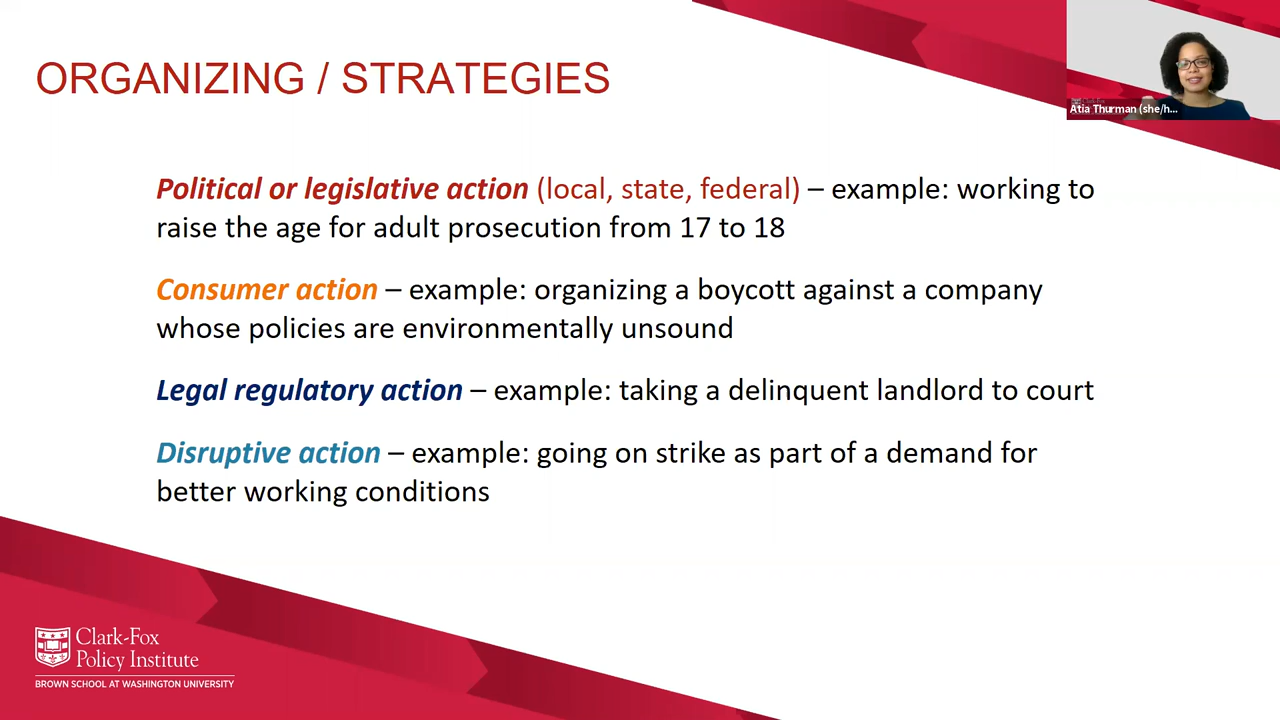 ORGANIZING / STRATEGIES
Atia Thurman (she/h...
Political or legislative action (local, state, federal) – example: working to
raise the age for adult prosecution from 17 to 18
Consumer action – example: organizing a boycott against a company
whose policies are environmentally unsound
Legal regulatory action – example: taking a delinquent landlord to court
Disruptive action – example: going on strike as part of a demand for
better working conditions
Clark-Fox
Policy Institute
BROWN SCHOOL AT WASHINGTON UNIVERSITY